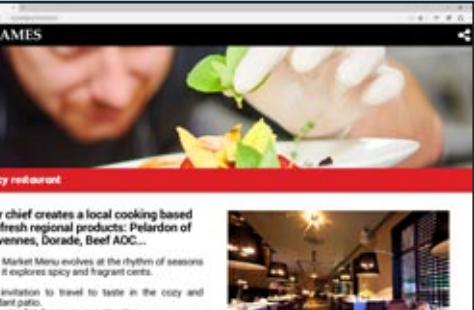 AMES
cy restaurant
r chief creates a local cooking based
fresh regional products: Pelardon of
vennes, Dorade, Beef AOC...
Market Menu evolves at the rhythm of seasons
it explores spicy and fragrant cents.
invitation to travel to taste in the cozy and
dant patio.